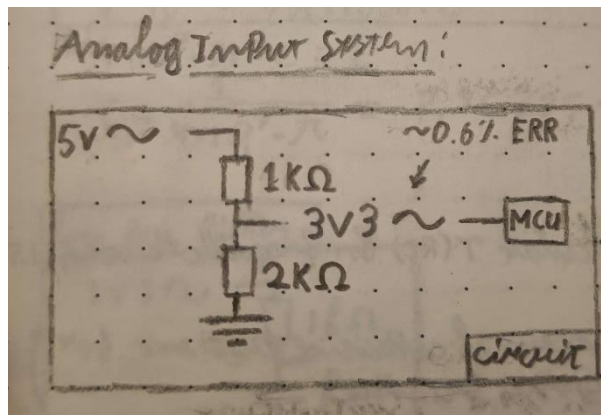 Analog Input System:
5V ~ ~0.6% ERR
1KΩ
3V3 ~ MCU
2KΩ
circuit